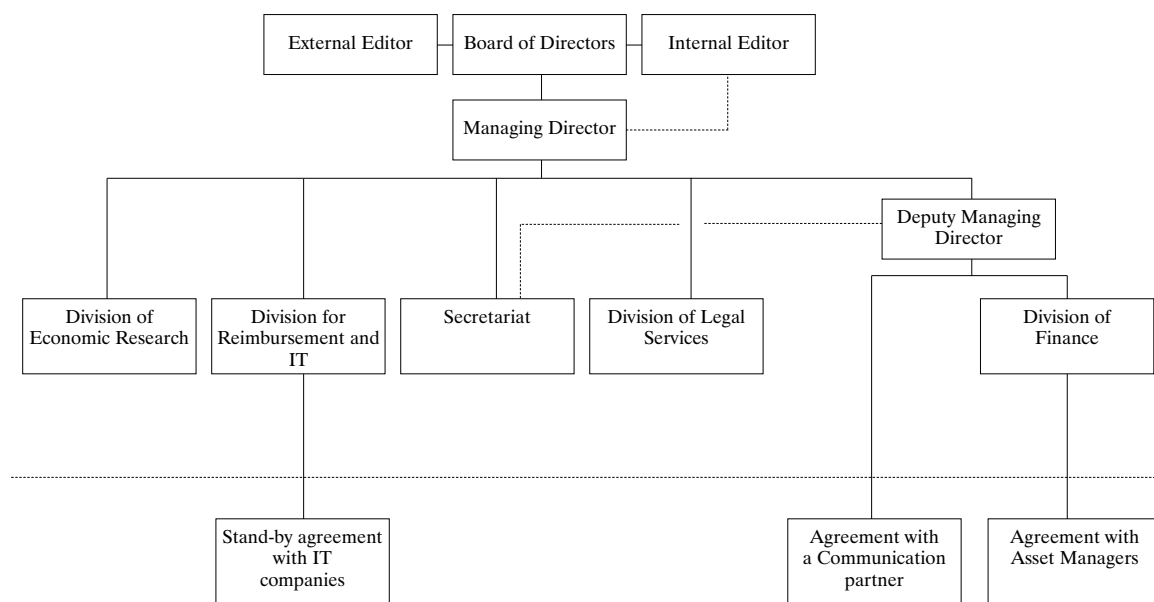 External Editor
Board of Directors
Internal Editor
Managing Director
Deputy Managing
Director
Division of
Economic Research
Division for
Reimbursement and
IT
Secretariat
Division of Legal
Services
Division of
Finance
Stand-by agreement
with IT
companies
Agreement with
a Communication
partner
Agreement with
Asset Managers